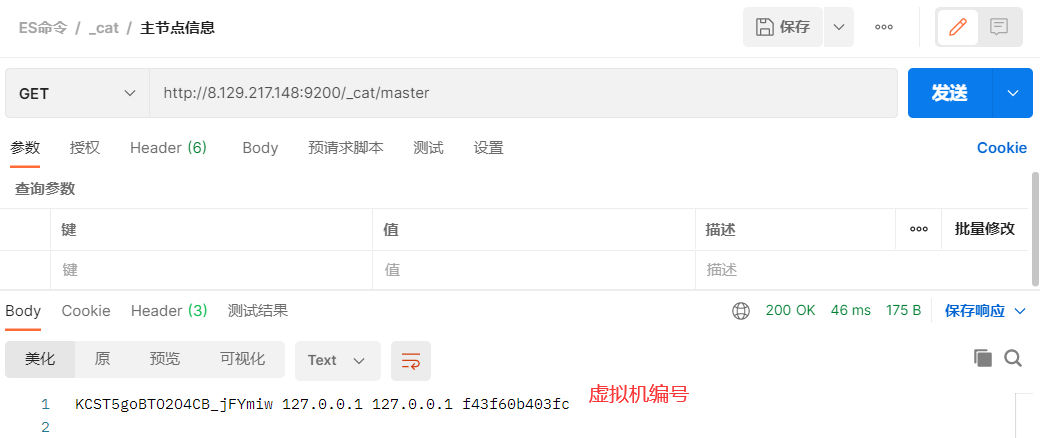 ES命令 / _cat / 主节点信息
保存
GET
http://8.129.217.148:9200/_cat/master
发送
参数 授权 Header (6) Body 预请求脚本 测试 设置 Cookie
查询参数
键 值 描述 批量修改
键 值 描述
Body Cookie Header (3) 测试结果 200 OK 46 ms 175 B 保存响应
美化 原 预览 可视化 Text
1 KCST5goBTO2O4CB_jFYmiw 127.0.0.1 127.0.0.1 f43f60b403fc 虚拟机编号
2